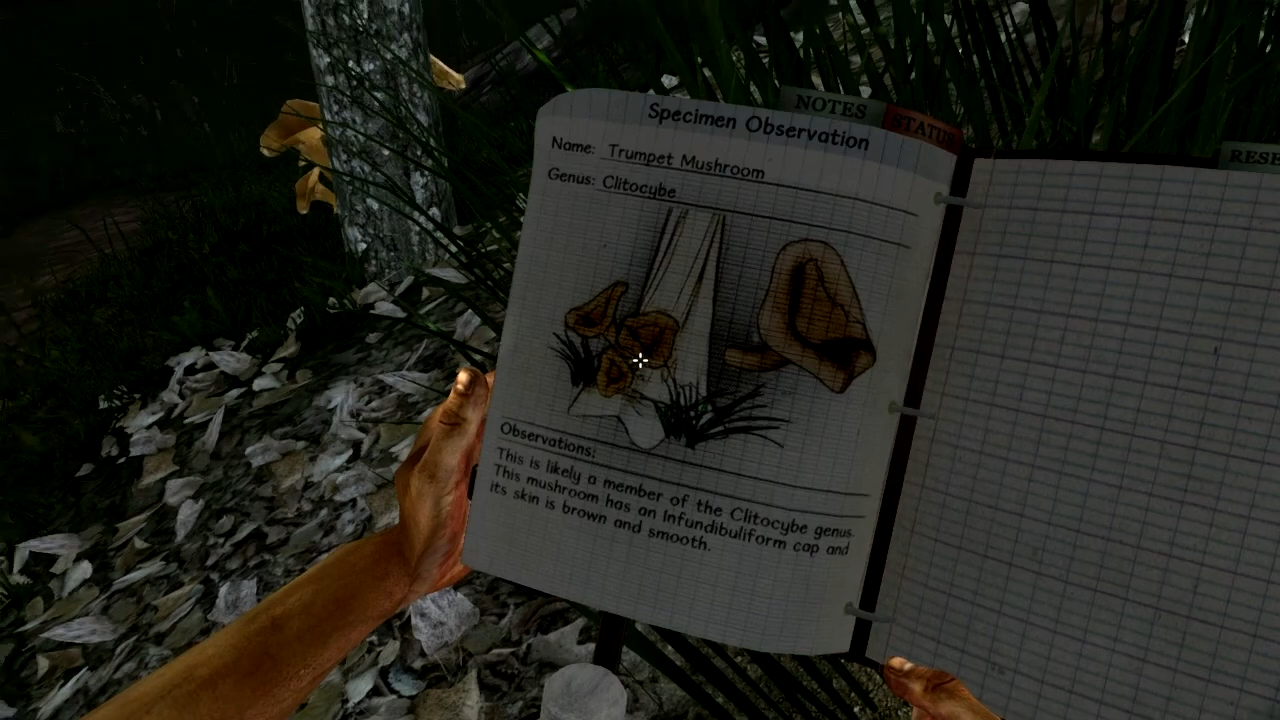 NOTES
STATUS
RESE
Specimen Observation
Name: Trumpet Mushroom
Genus: Clitocybe
Observations:
This is likely a member of the Clitocybe genus.
This mushroom has an infundibuliform cap and
its skin is brown and smooth.